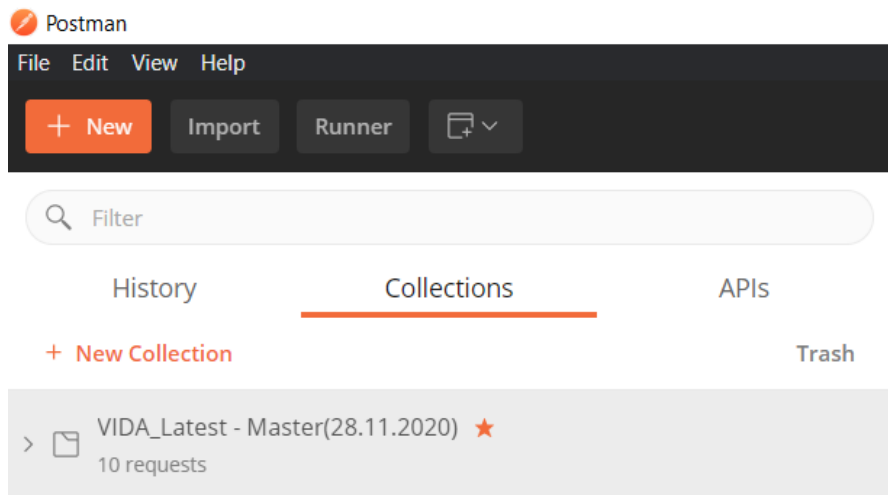 Postman
File Edit View Help
+ New Import Runner
Filter
History Collections APIs
+ New Collection Trash
VIDA_Latest - Master(28.11.2020)
10 requests